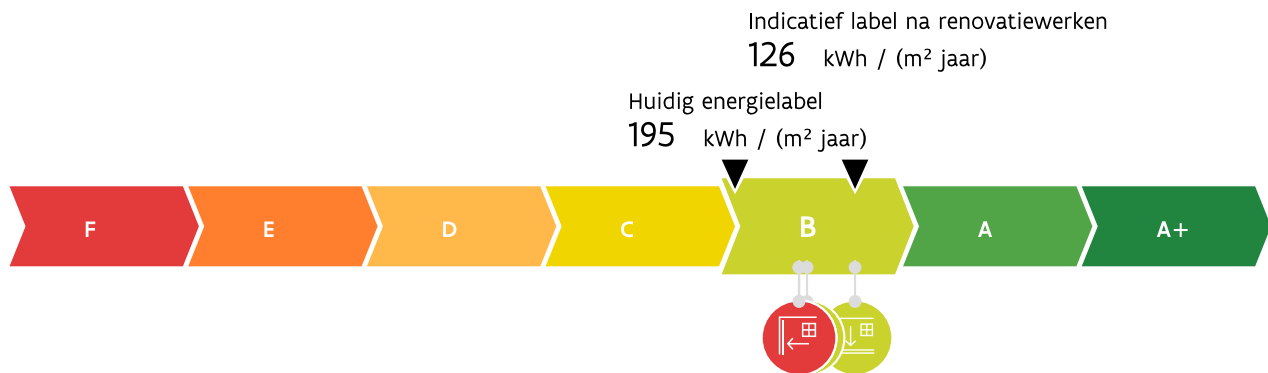 Indicatief label na renovatiewerken
126 kWh / (m² jaar)
Huidig energielabel
195 kWh / (m² jaar)
F E D C B A A+